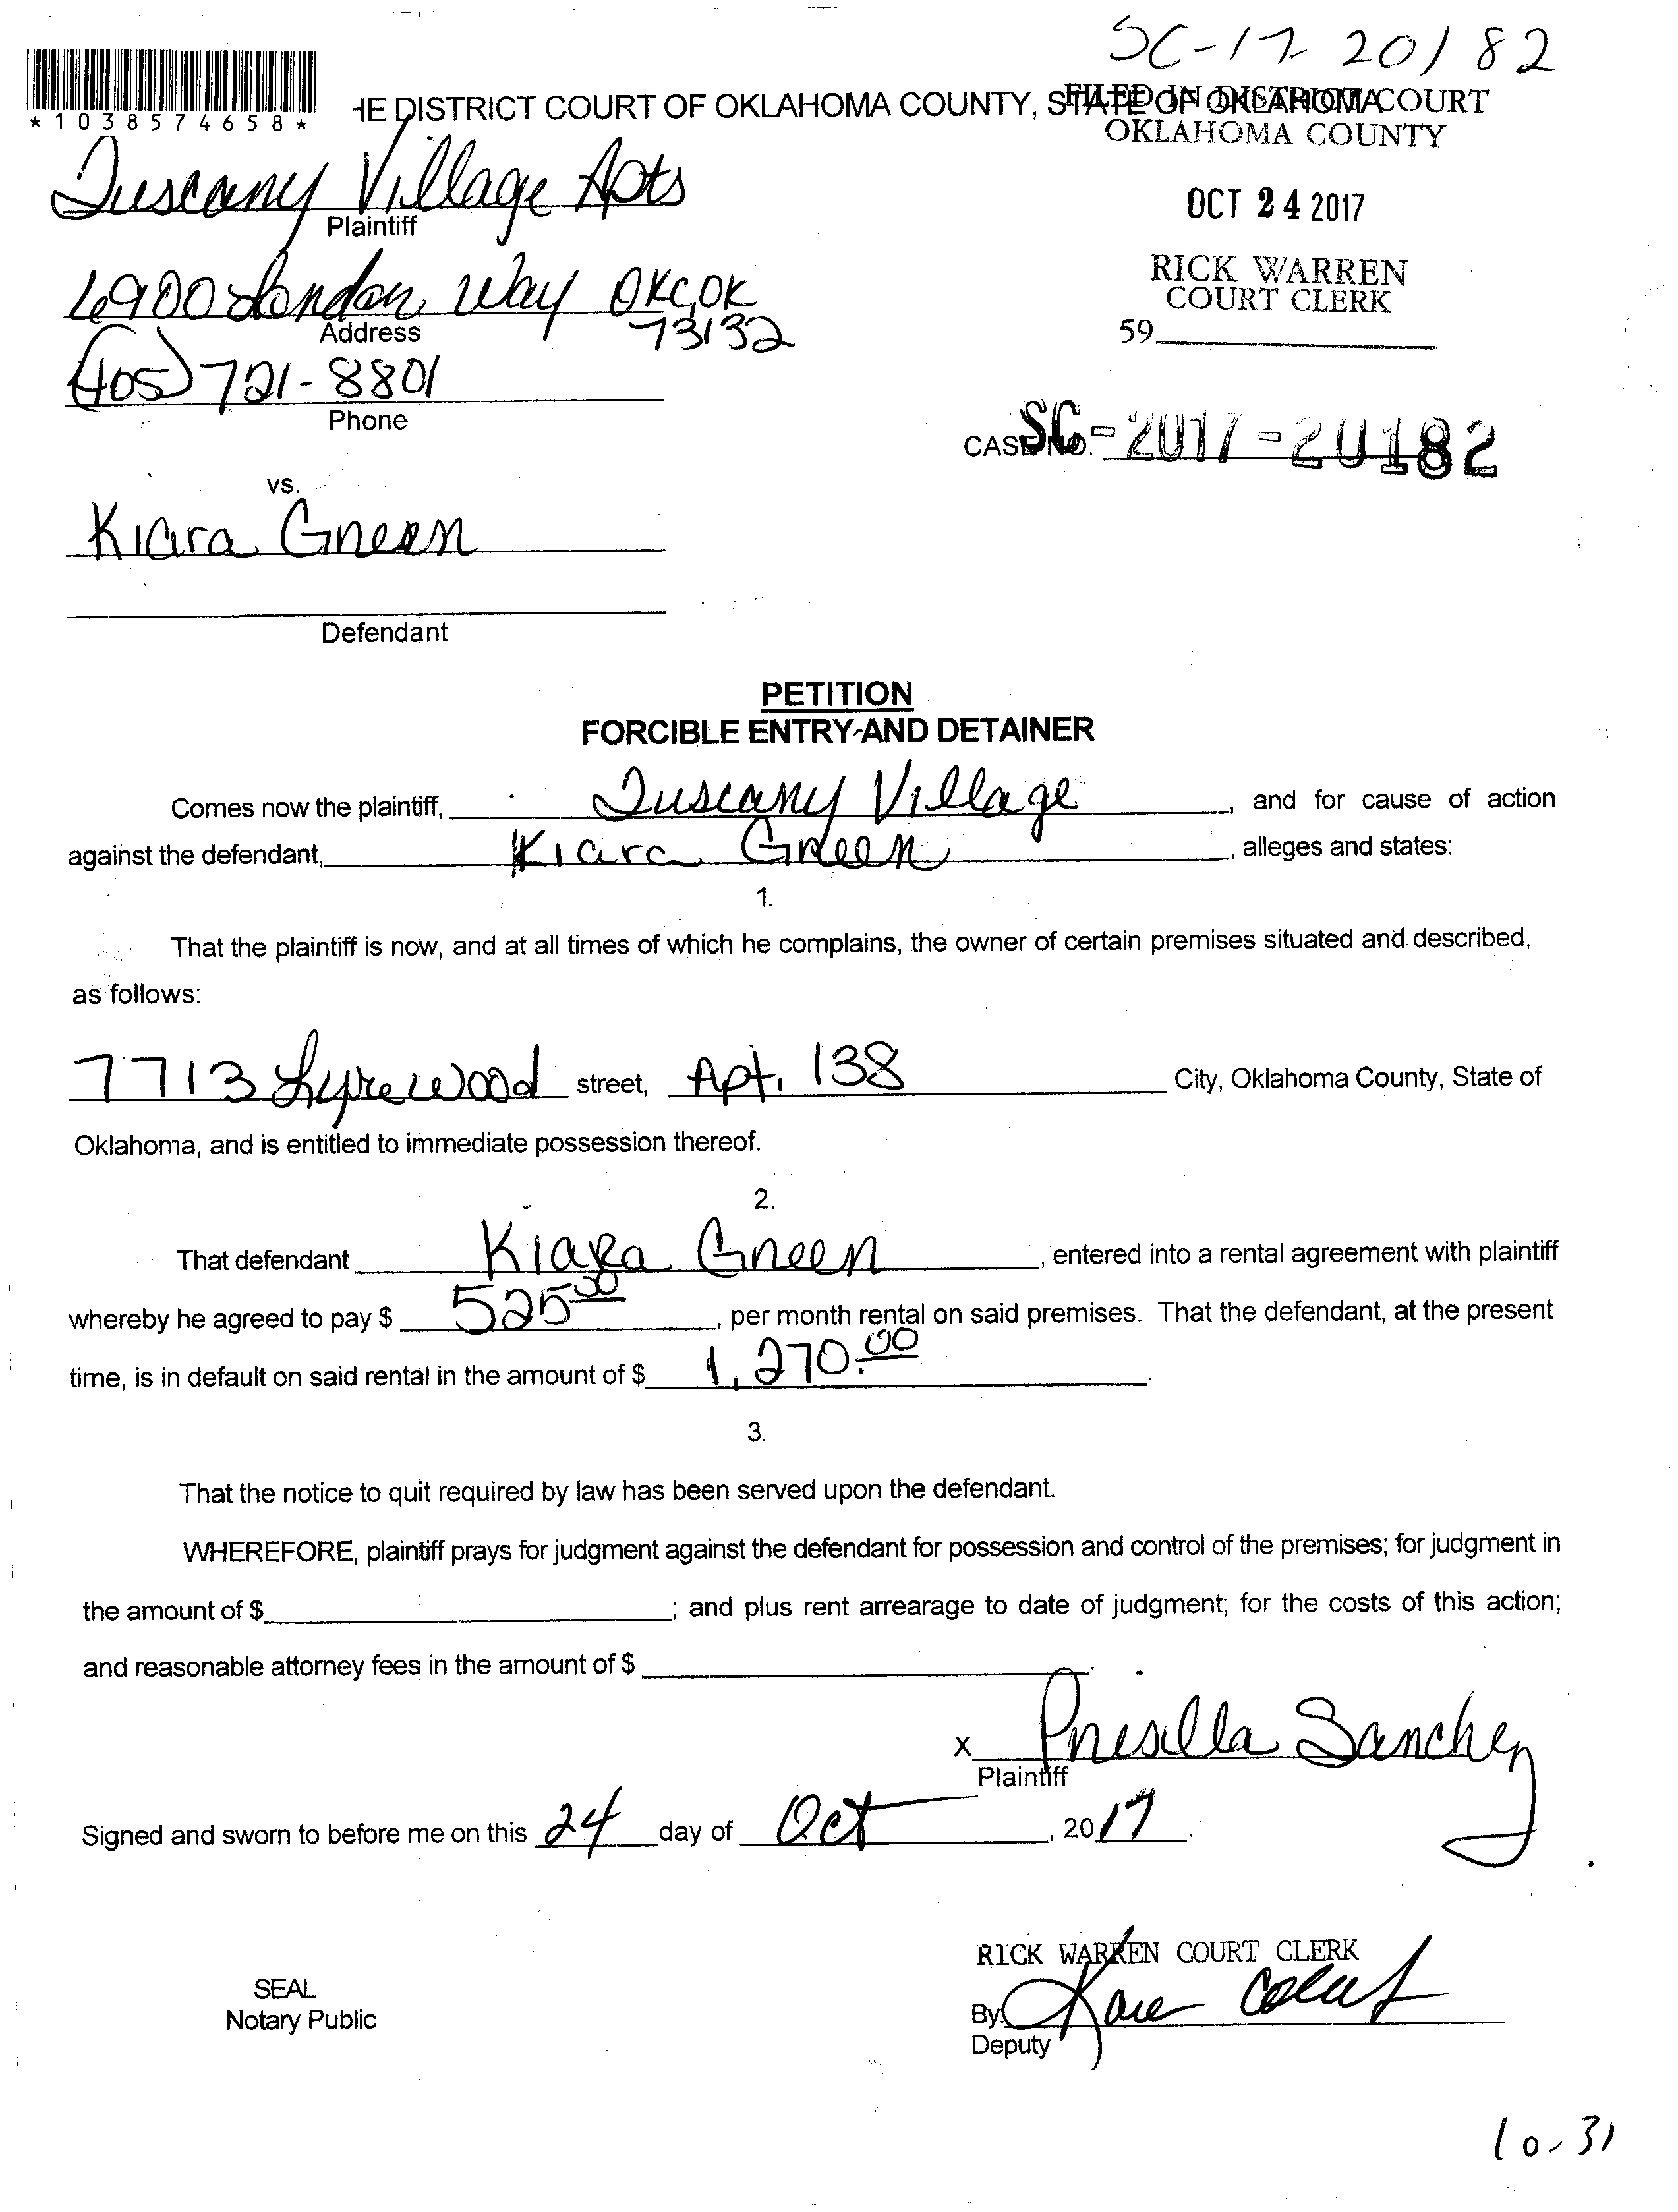 SC-17-20182
*1038574658*
HE DISTRICT COURT OF OKLAHOMA COUNTY, STATE OF OKLAHOMA
FILED IN DISTRICT COURT
OKLAHOMA COUNTY
OCT 24 2017
RICK WARREN
COURT CLERK
59
Tuscany Village Apts
Plaintiff
6900 London Way OKC, OK
73132
Address
(405) 721-8801
Phone
CASE NO. SC-2017-20182
vs.
Kiara Green
Defendant
PETITION
FORCIBLE ENTRY AND DETAINER
Comes now the plaintiff, Tuscany Village, and for cause of action
against the defendant, Kiara Green, alleges and states:
1.
That the plaintiff is now, and at all times of which he complains, the owner of certain premises situated and described,
as follows:
7713 Lyrewood street, Apt. 138 City, Oklahoma County, State of
Oklahoma, and is entitled to immediate possession thereof.
2.
That defendant Kiara Green, entered into a rental agreement with plaintiff
whereby he agreed to pay $ 525.00, per month rental on said premises. That the defendant, at the present
time, is in default on said rental in the amount of $ 1,270.00.
3.
That the notice to quit required by law has been served upon the defendant.
WHEREFORE, plaintiff prays for judgment against the defendant for possession and control of the premises; for judgment in
the amount of $ ; and plus rent arrearage to date of judgment; for the costs of this action;
and reasonable attorney fees in the amount of $ .
x Prisilla Sanchez
Plaintiff
Signed and sworn to before me on this 24 day of Oct, 2017.
RICK WARREN COURT CLERK
SEAL
Notary Public
By
Deputy
10-31